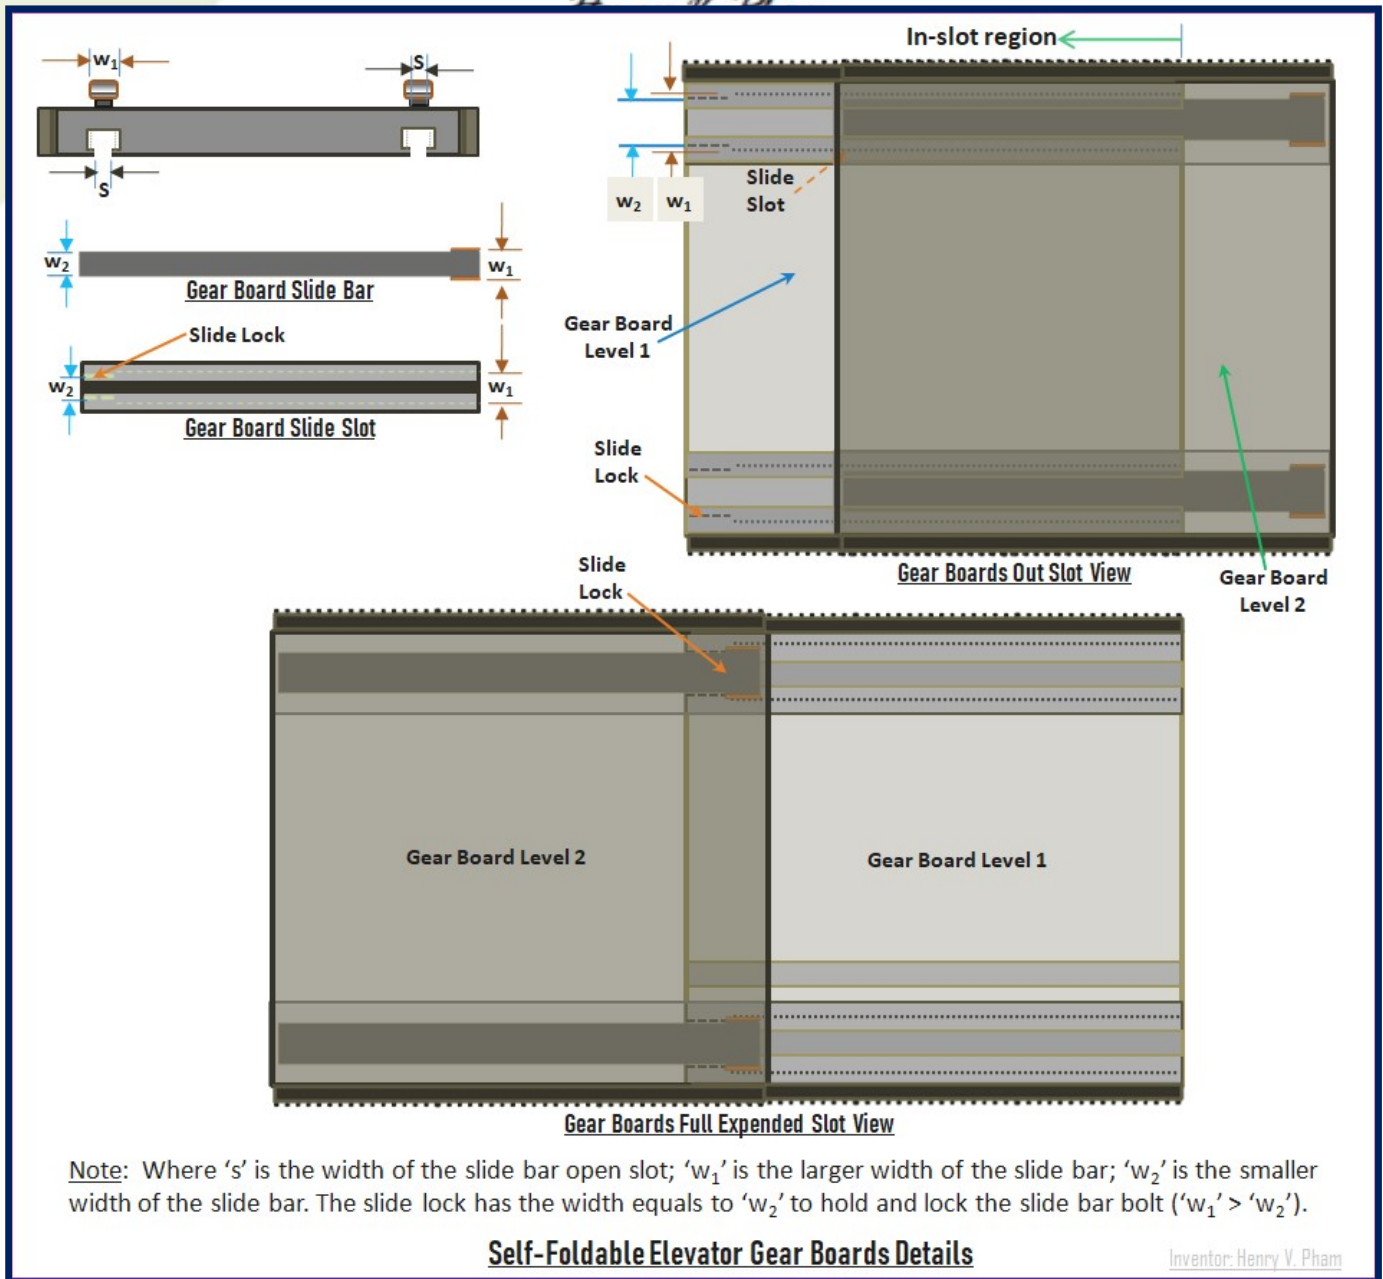 In-slot region
w1
S
S
Slide
Slot
w2
w1
w2
w1
Gear Board Slide Bar
Slide Lock
Gear Board
Level 1
w2
w1
Gear Board Slide Slot
Slide
Lock
Slide
Lock
Gear Boards Out Slot View
Gear Board
Level 2
Gear Board Level 2
Gear Board Level 1
Gear Boards Full Expended Slot View
Note: Where ‘s’ is the width of the slide bar open slot; ‘w1’ is the larger width of the slide bar; ‘w2’ is the smaller
width of the slide bar. The slide lock has the width equals to ‘w2’ to hold and lock the slide bar bolt (‘w1’ > ‘w2’).
Self-Foldable Elevator Gear Boards Details
Inventor: Henry V. Pham